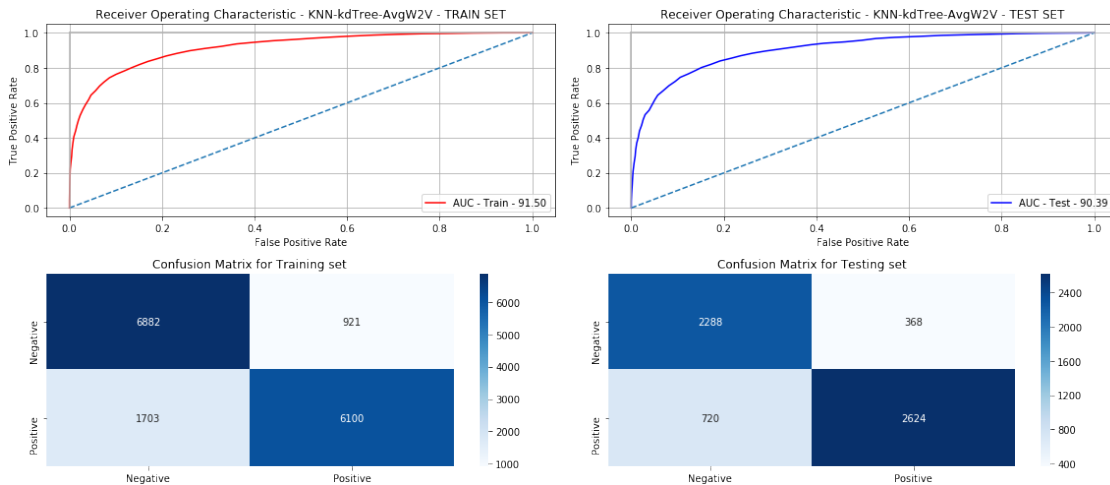 Receiver Operating Characteristic - KNN-kdTree-AvgW2V - TRAIN SET
True Positive Rate
1.0
0.8
0.6
0.4
0.2
0.0
AUC - Train - 91.50
0.0 0.2 0.4 0.6 0.8 1.0
False Positive Rate
Receiver Operating Characteristic - KNN-kdTree-AvgW2V - TEST SET
True Positive Rate
1.0
0.8
0.6
0.4
0.2
0.0
AUC - Test - 90.39
0.0 0.2 0.4 0.6 0.8 1.0
False Positive Rate
Confusion Matrix for Training set
Negative
6882 921
Positive
1703 6100
Negative Positive
6000
5000
4000
3000
2000
1000
Confusion Matrix for Testing set
Negative
2288 368
Positive
720 2624
Negative Positive
2400
2000
1600
1200
800
400